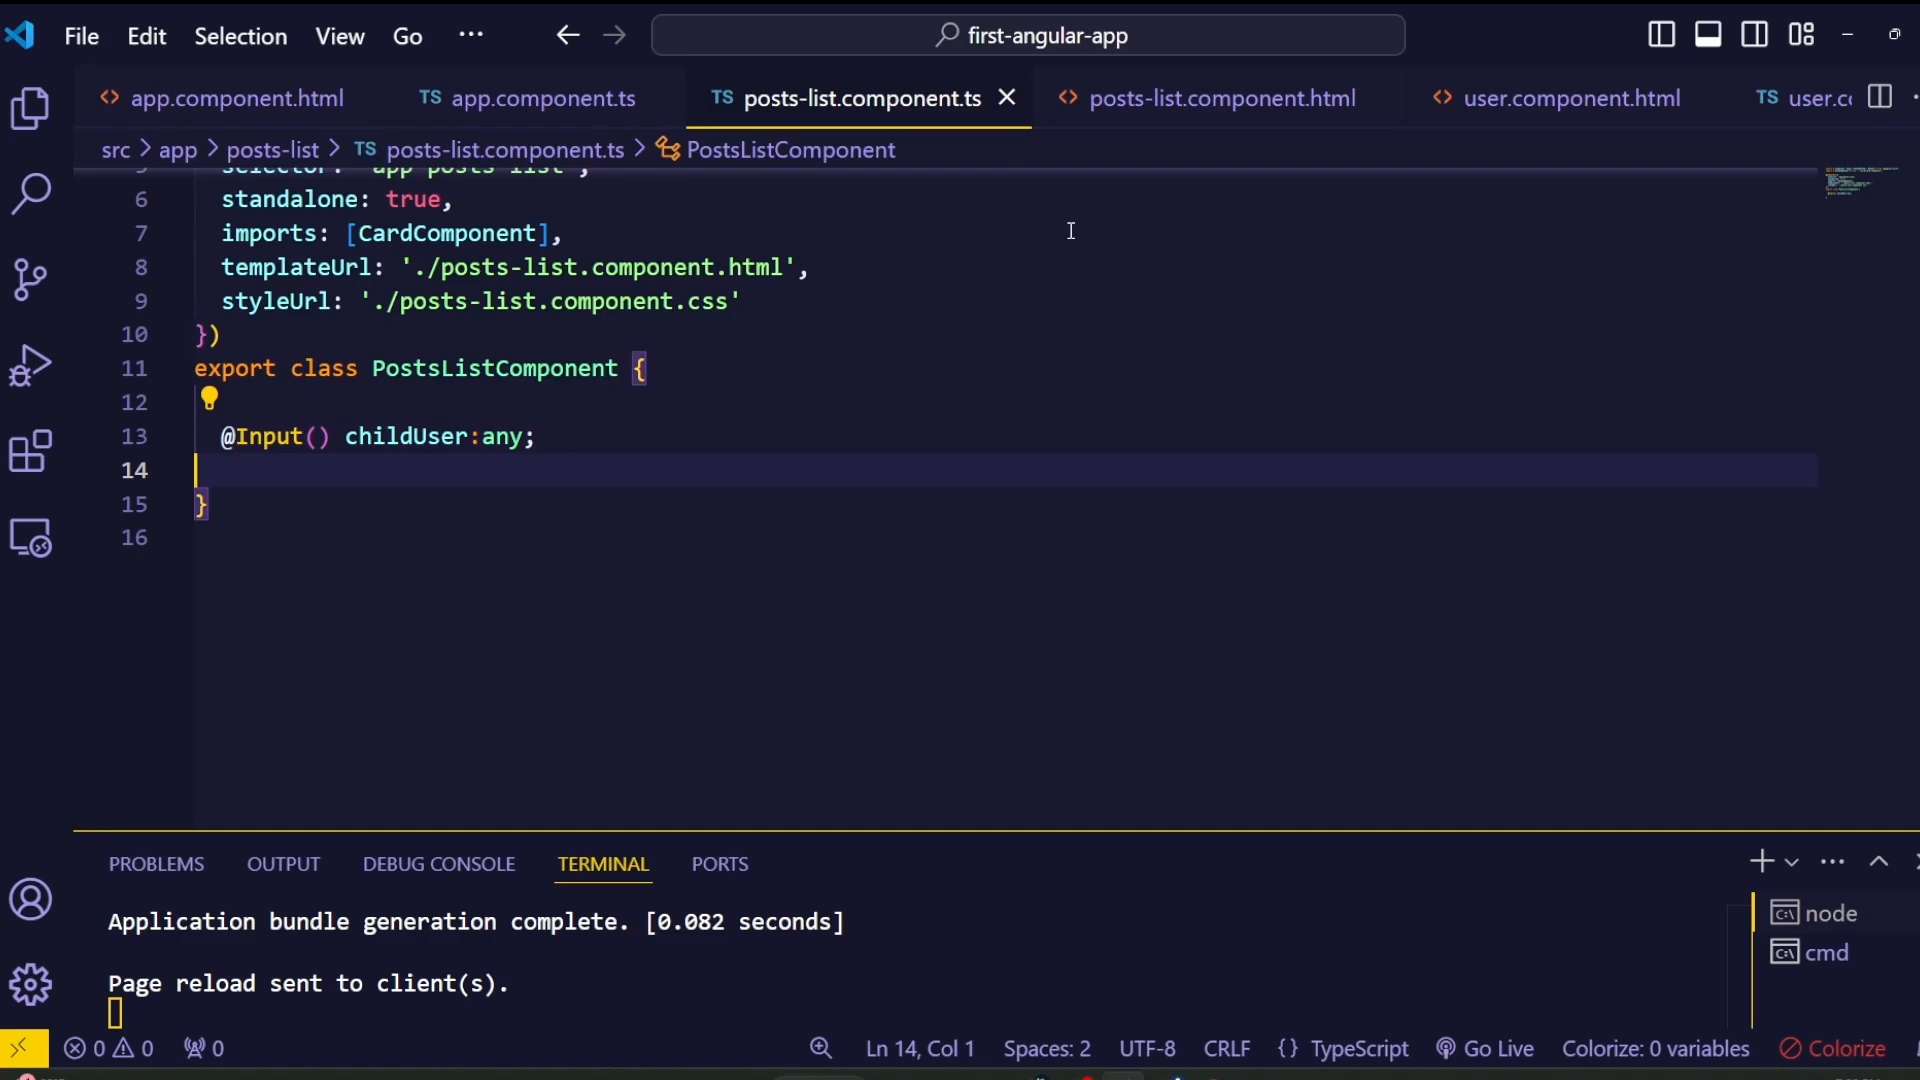 File Edit Selection View Go ··· first-angular-app
app.component.html TS app.component.ts TS posts-list.component.ts posts-list.component.html user.component.html TS
src > app > posts-list > TS posts-list.component.ts > PostsListComponent
5 selector: 'app-posts-list',
6 standalone: true,
7 imports: [CardComponent],
8 templateUrl: './posts-list.component.html',
9 styleUrl: './posts-list.component.css'
10 })
11 export class PostsListComponent {
12
13 @Input() childUser:any;
14
15 }
16
PROBLEMS OUTPUT DEBUG CONSOLE TERMINAL PORTS
Application bundle generation complete. [0.082 seconds]
node
cmd
Page reload sent to client(s).
0 0 0 Ln 14, Col 1 Spaces: 2 UTF-8 CRLF {} TypeScript Go Live Colorize: 0 variables Colorize